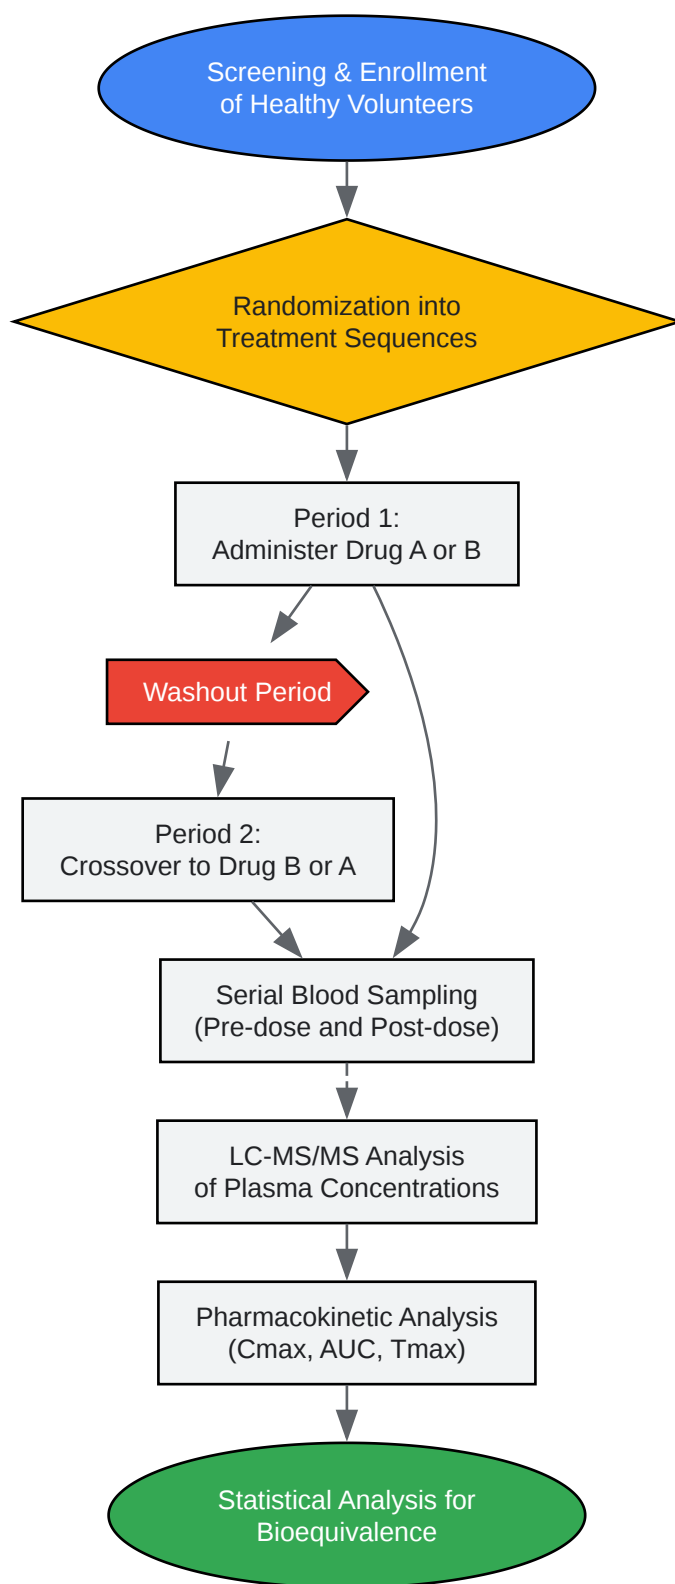 Screening & Enrollment
of Healthy Volunteers
Randomization into
Treatment Sequences
Period 1:
Administer Drug A or B
Washout Period
Period 2:
Crossover to Drug B or A
Serial Blood Sampling
(Pre-dose and Post-dose)
LC-MS/MS Analysis
of Plasma Concentrations
Pharmacokinetic Analysis
(Cmax, AUC, Tmax)
Statistical Analysis for
Bioequivalence